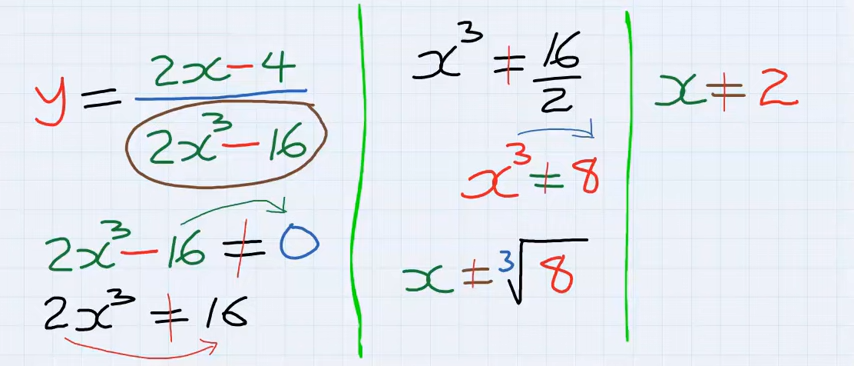 y = (2x - 4)/(2x³ - 16)
2x³ - 16 ≠ 0
2x³ ≠ 16
x³ ≠ 16/2
x³ ≠ 8
x ≠ ∛8
x ≠ 2